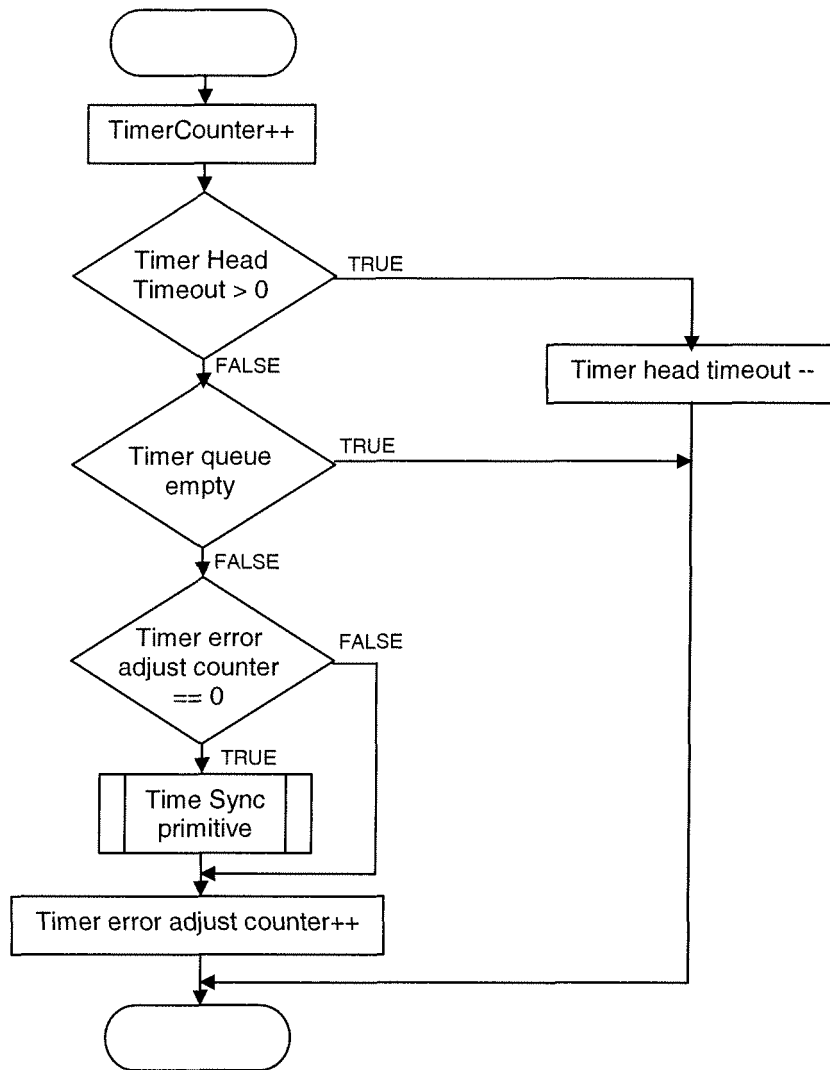 TimerCounter++
Timer Head
Timeout > 0
TRUE
FALSE
Timer head timeout --
Timer queue
empty
TRUE
FALSE
Timer error
adjust counter
== 0
FALSE
TRUE
Time Sync
primitive
Timer error adjust counter++